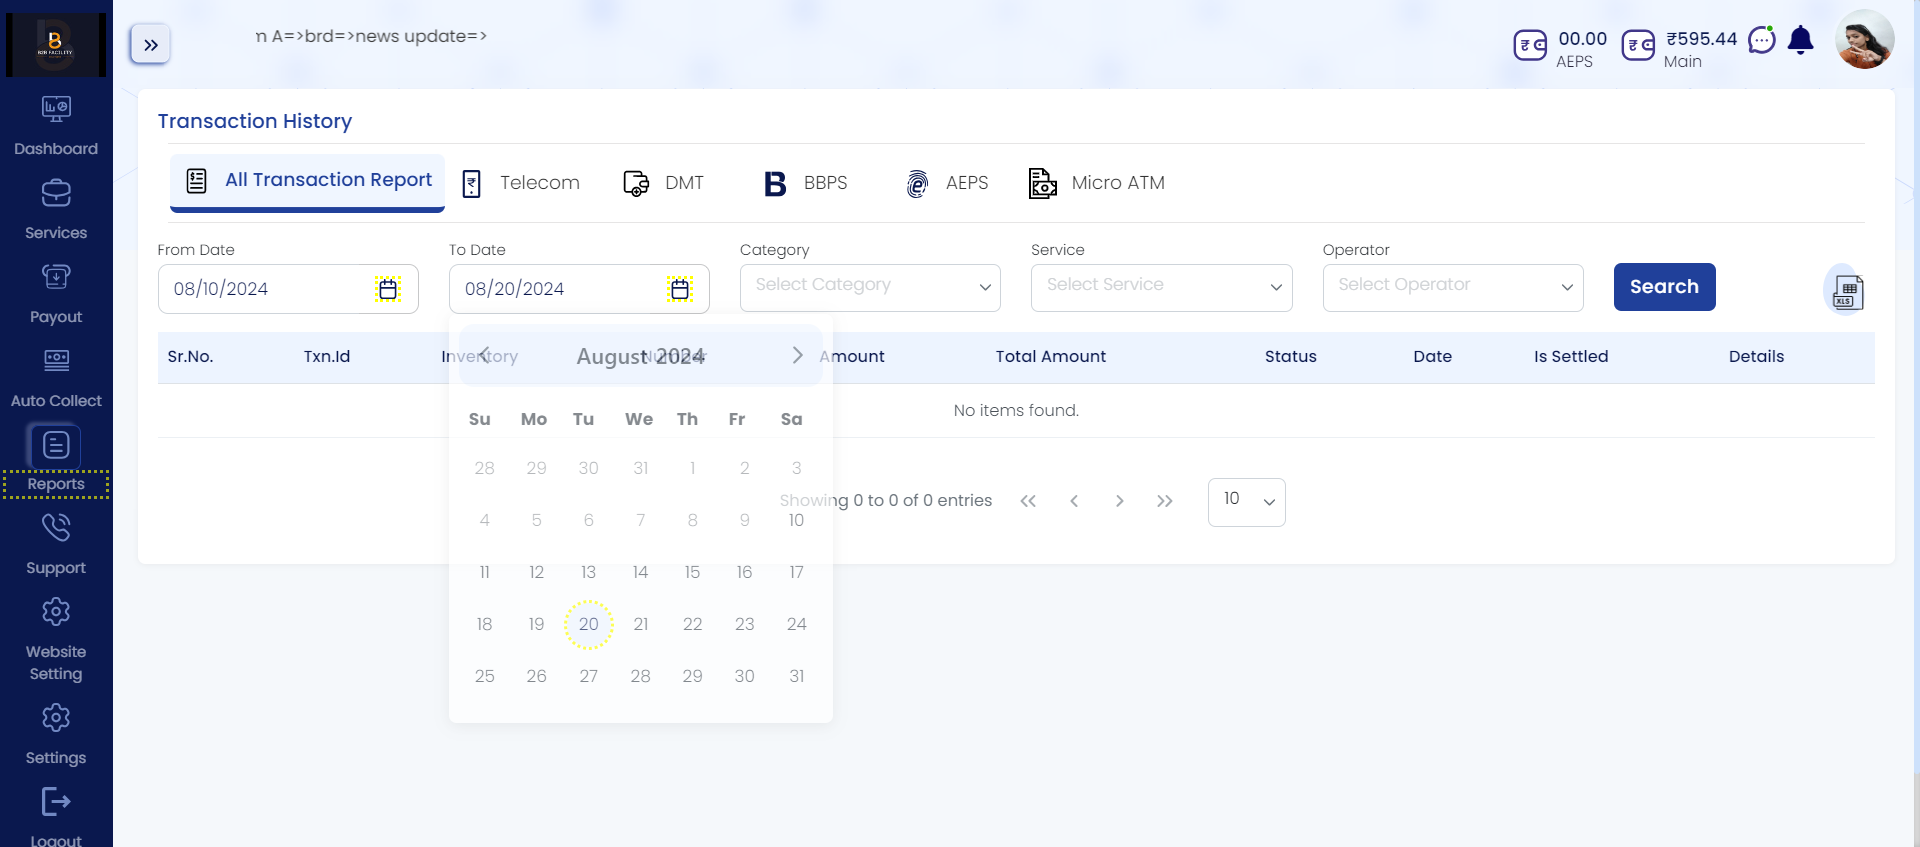 B2B FACILITY
n A=>brd=>news update=>
00.00
AEPS
₹595.44
Main
Dashboard
Services
Payout
Auto Collect
Reports
Support
Website
Setting
Settings
Logout
Transaction History
All Transaction Report
Telecom
DMT
BBPS
AEPS
Micro ATM
From Date
To Date
Category
Service
Operator
08/10/2024
08/20/2024
Select Category
Select Service
Select Operator
Search
XLS
Sr.No. Txn.Id Inventory Number Amount Total Amount Status Date Is Settled Details
August 2024
No items found.
Su Mo Tu We Th Fr Sa
28 29 30 31 1 2 3
4 5 6 7 8 9 10
11 12 13 14 15 16 17
18 19 20 21 22 23 24
25 26 27 28 29 30 31
Showing 0 to 0 of 0 entries
10